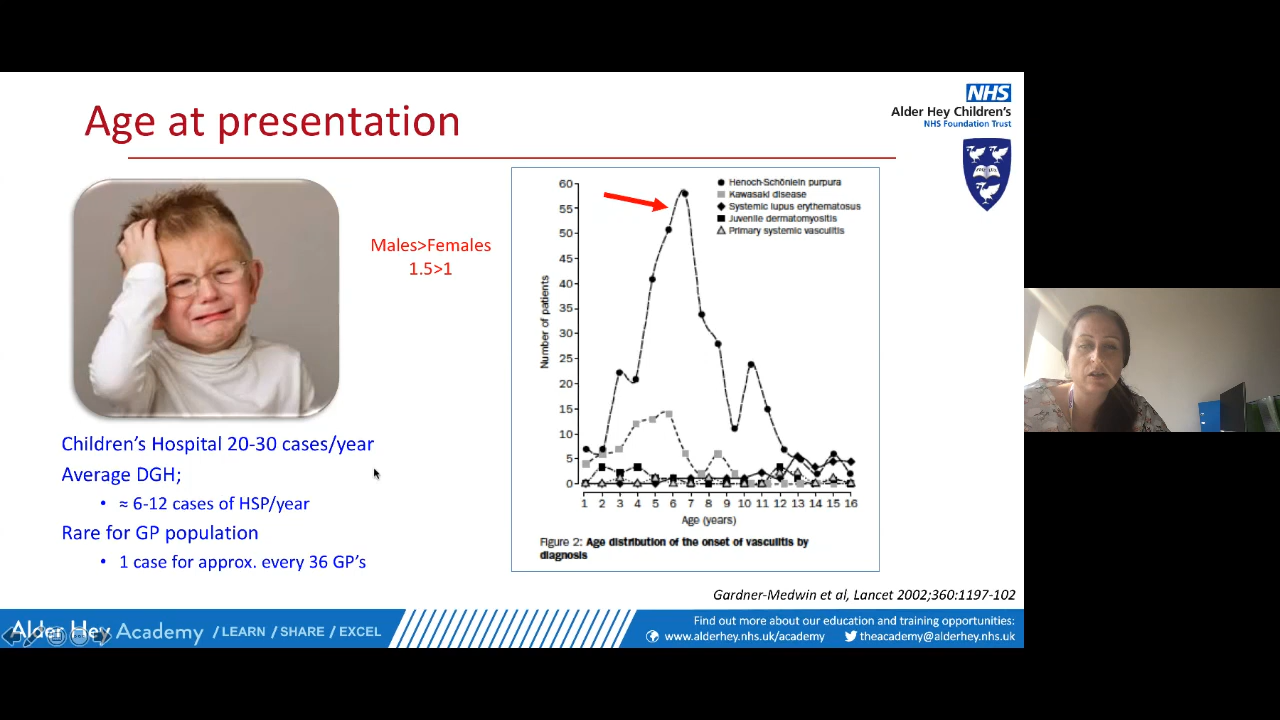 Age at presentation
NHS
Alder Hey Children's
NHS Foundation Trust
Males>Females
1.5>1
Children's Hospital 20-30 cases/year
Average DGH;
• ≈ 6-12 cases of HSP/year
Rare for GP population
• 1 case for approx. every 36 GP's
Henoch-Schönlein purpura
Kawasaki disease
Systemic lupus erythematosus
Juvenile dermatomyositis
Primary systemic vasculitis
Number of patients
60
55
50
45
40
35
30
25
20
15
10
5
0
1 2 3 4 5 6 7 8 9 10 11 12 13 14 15 16
Age (years)
Figure 2: Age distribution of the onset of vasculitis by
diagnosis
Gardner-Medwin et al, Lancet 2002;360:1197-102
Alder Hey Academy / LEARN / SHARE / EXCEL
Find out more about our education and training opportunities:
www.alderhey.nhs.uk/academy theacademy@alderhey.nhs.uk